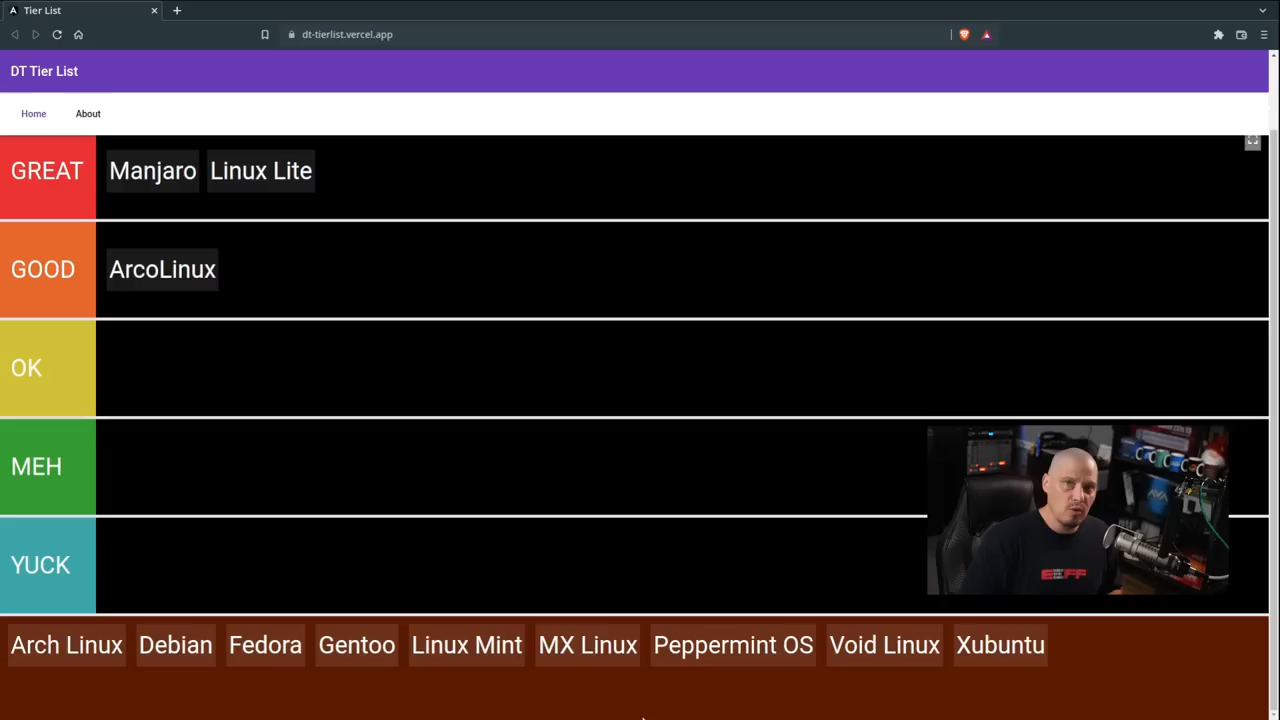 Tier List
dt-tierlist.vercel.app
DT Tier List
Home About
GREAT Manjaro Linux Lite
GOOD ArcoLinux
OK
MEH
YUCK
EFF
Arch Linux Debian Fedora Gentoo Linux Mint MX Linux Peppermint OS Void Linux Xubuntu